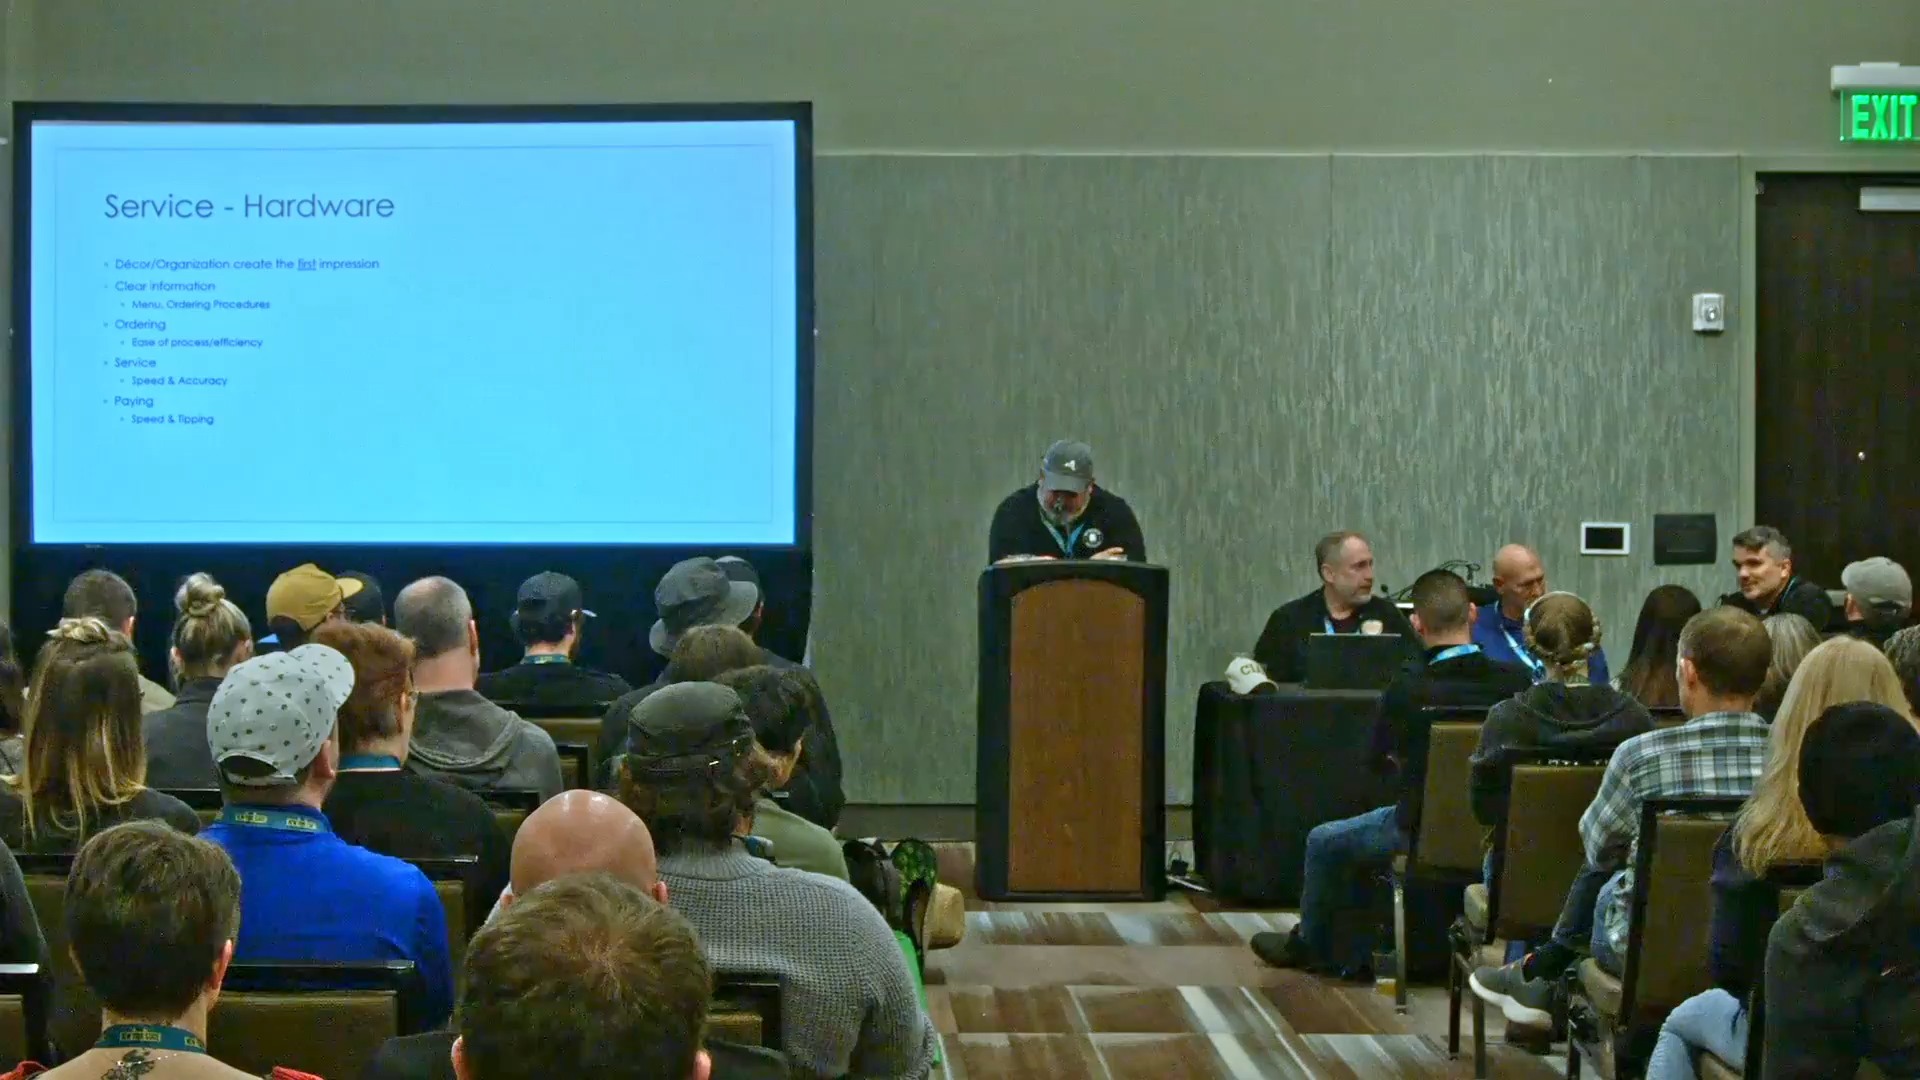 Service - Hardware
Décor/Organization create the first impression
Clear information
Menu, Ordering Procedures
Ordering
Ease of process/efficiency
Service
Speed & Accuracy
Paying
Speed & Tipping
EXIT